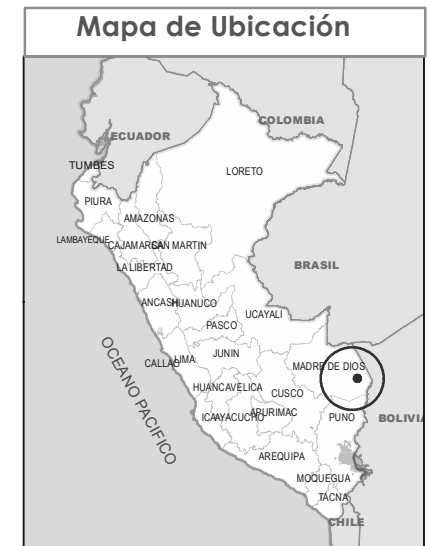 Mapa de Ubicación
COLOMBIA
ECUADOR
TUMBES
LORETO
PIURA
AMAZONAS
LAMBAYEQUE
CAJAMARCA
SAN MARTIN
LA LIBERTAD
BRASIL
ANCASH
HUANUCO
UCAYALI
PASCO
OCEANO PACIFICO
CALLAO
LIMA
JUNIN
MADRE DE DIOS
HUANCAVELICA
CUSCO
ICA
AYACUCHO
APURIMAC
PUNO
BOLIVIA
AREQUIPA
MOQUEGUA
TACNA
CHILE